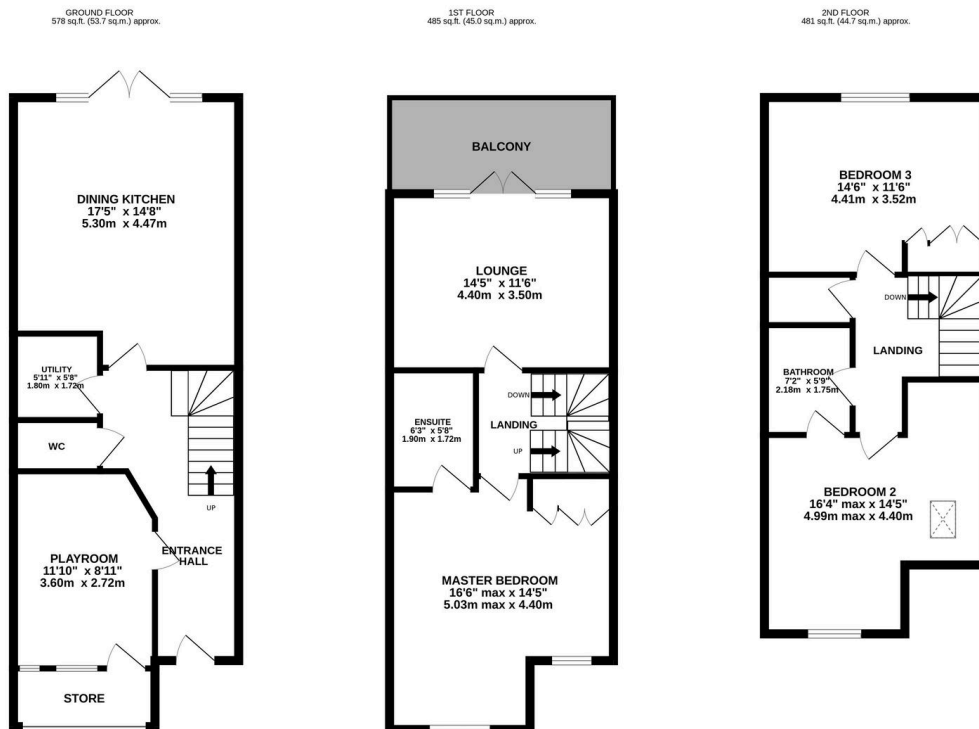 GROUND FLOOR
578 sq.ft. (53.7 sq.m.) approx.
DINING KITCHEN
17'5" x 14'8"
5.30m x 4.47m
UTILITY
5'11" x 5'8"
1.80m x 1.72m
WC
UP
ENTRANCE
HALL
PLAYROOM
11'10" x 8'11"
3.60m x 2.72m
STORE
1ST FLOOR
485 sq.ft. (45.0 sq.m.) approx.
BALCONY
LOUNGE
14'5" x 11'6"
4.40m x 3.50m
DOWN
LANDING
UP
ENSUITE
6'3" x 5'8"
1.90m x 1.72m
MASTER BEDROOM
16'6" max x 14'5"
5.03m max x 4.40m
2ND FLOOR
481 sq.ft. (44.7 sq.m.) approx.
BEDROOM 3
14'6" x 11'6"
4.41m x 3.52m
DOWN
LANDING
BATHROOM
7'2" x 5'9"
2.18m x 1.75m
BEDROOM 2
16'4" max x 14'5"
4.99m max x 4.40m